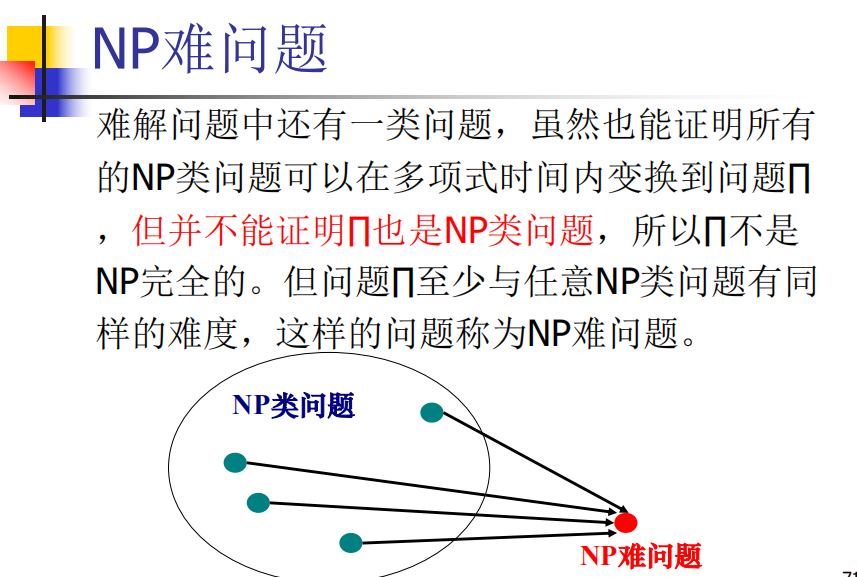 NP难问题
难解问题中还有一类问题，虽然也能证明所有
的NP类问题可以在多项式时间内变换到问题∏
，但并不能证明∏也是NP类问题，所以∏不是
NP完全的。但问题∏至少与任意NP类问题有同
样的难度，这样的问题称为NP难问题。
NP类问题
NP难问题